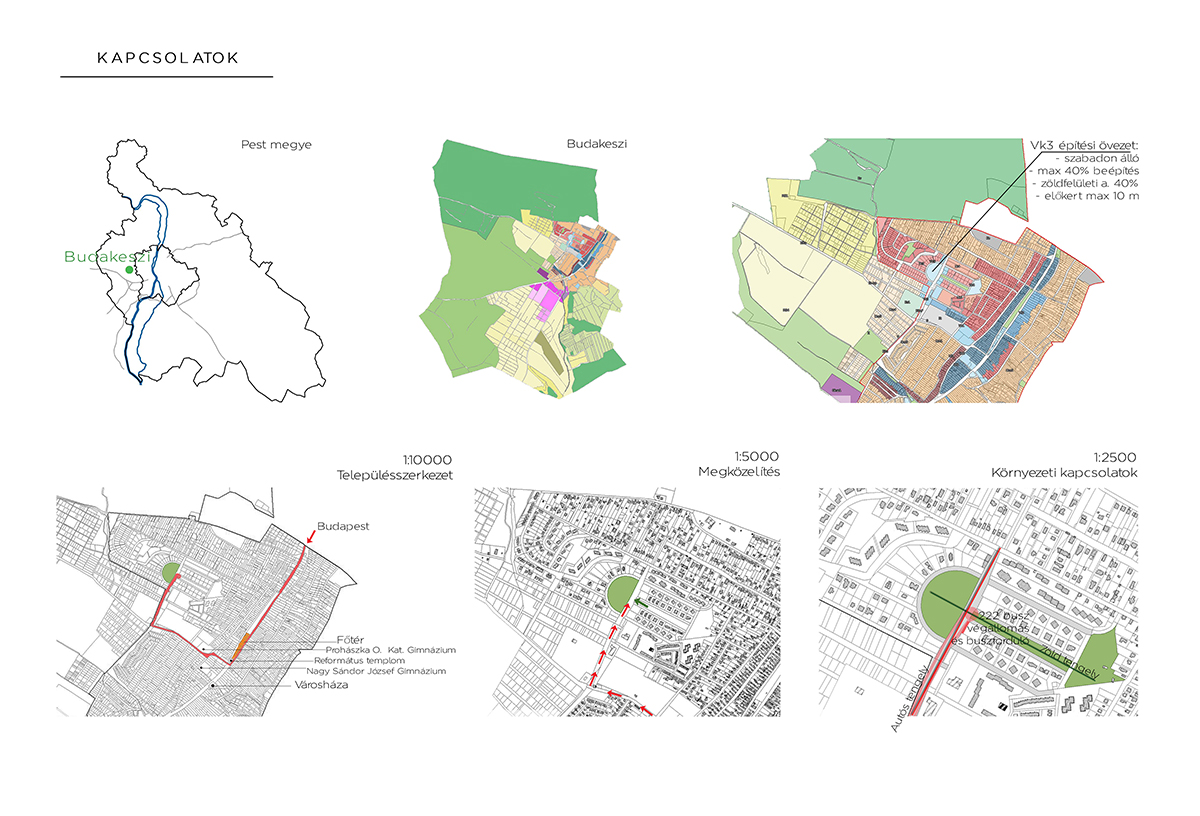 KAPCSOLATOK
Pest megye
Budakeszi
Budakeszi
Vk3 építési övezet:
- szabadon álló
- max 40% beépítés
- zöldfelületi a. 40%
- előkert max 10 m
1:10000
Településszerkezet
Budapest
Főtér
Prohászka O. Kat. Gimnázium
Református templom
Nagy Sándor József Gimnázium
Városháza
1:5000
Megközelítés
1:2500
Környezeti kapcsolatok
222 busz
végállomás
és buszforduló
zöld tengely
Autós tengely